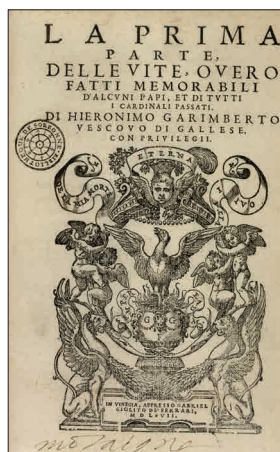 LA PRIMA
PARTE,
DELLE VITE, OVERO
FATTI MEMORABILI
D'ALCVNI PAPI, ET DI TVTTI
I CARDINALI PASSATI.
DI HIERONIMO GARIMBERTO
VESCOVO DI GALLESE.
CON PRIVILEGII.
ETERNA
IN VINEGIA, APPRESSO GABRIEL
GIOLITO DE' FERRARI,
M D LXVII.